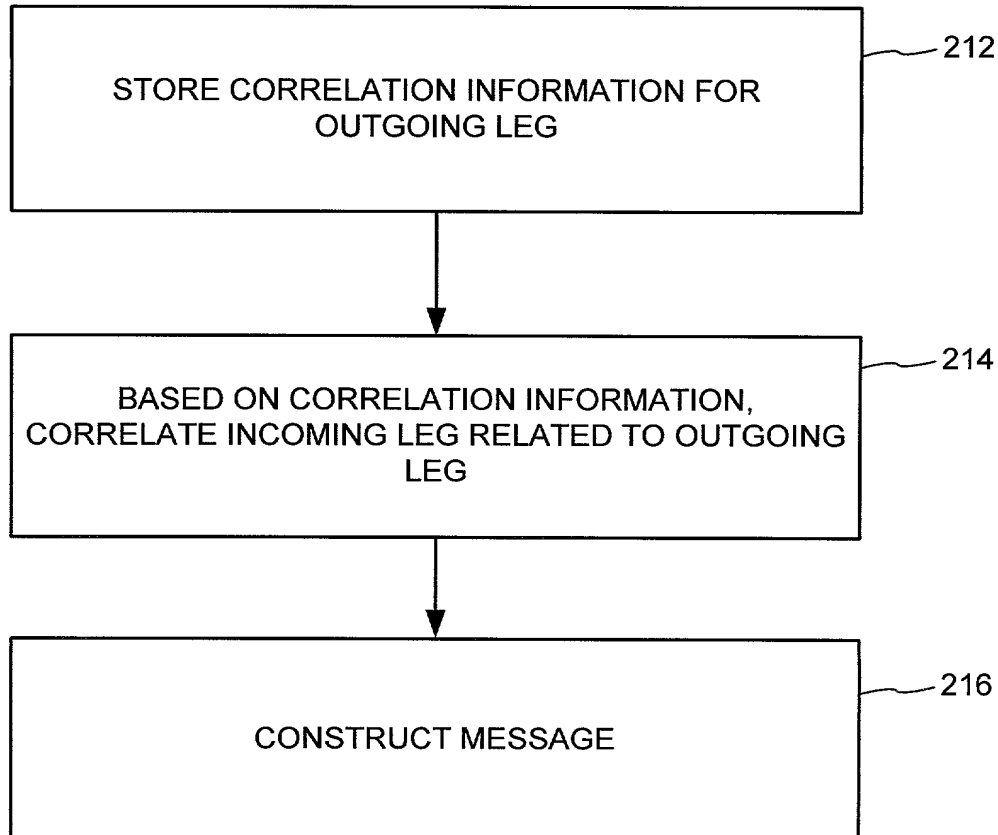 STORE CORRELATION INFORMATION FOR
OUTGOING LEG
212
BASED ON CORRELATION INFORMATION,
CORRELATE INCOMING LEG RELATED TO OUTGOING
LEG
214
CONSTRUCT MESSAGE
216